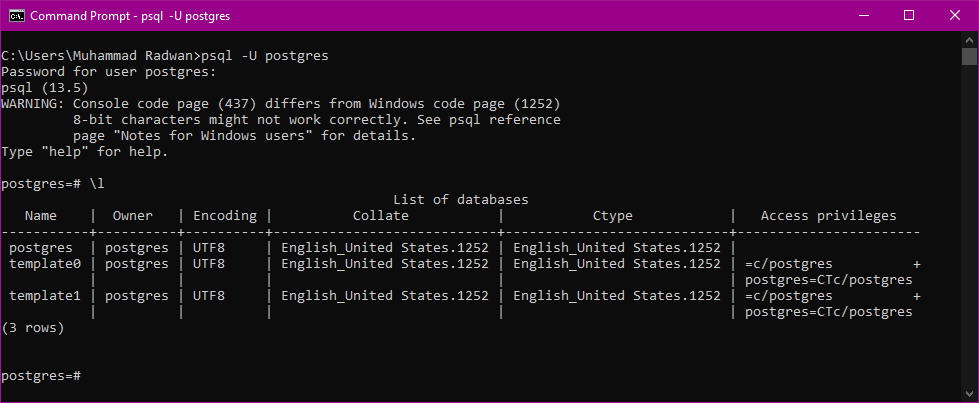 Command Prompt - psql  -U postgres
C:\Users\Muhammad Radwan>psql -U postgres
Password for user postgres:
psql (13.5)
WARNING: Console code page (437) differs from Windows code page (1252)
         8-bit characters might not work correctly. See psql reference
         page "Notes for Windows users" for details.
Type "help" for help.
postgres=# \l
                                                 List of databases
   Name    |  Owner   | Encoding |          Collate           |           Ctype            |   Access privileges
-----------+----------+----------+----------------------------+----------------------------+-----------------------
 postgres  | postgres | UTF8     | English_United States.1252 | English_United States.1252 |
 template0 | postgres | UTF8     | English_United States.1252 | English_United States.1252 | =c/postgres          +
           |          |          |                            |                            | postgres=CTc/postgres
 template1 | postgres | UTF8     | English_United States.1252 | English_United States.1252 | =c/postgres          +
           |          |          |                            |                            | postgres=CTc/postgres
(3 rows)
postgres=#